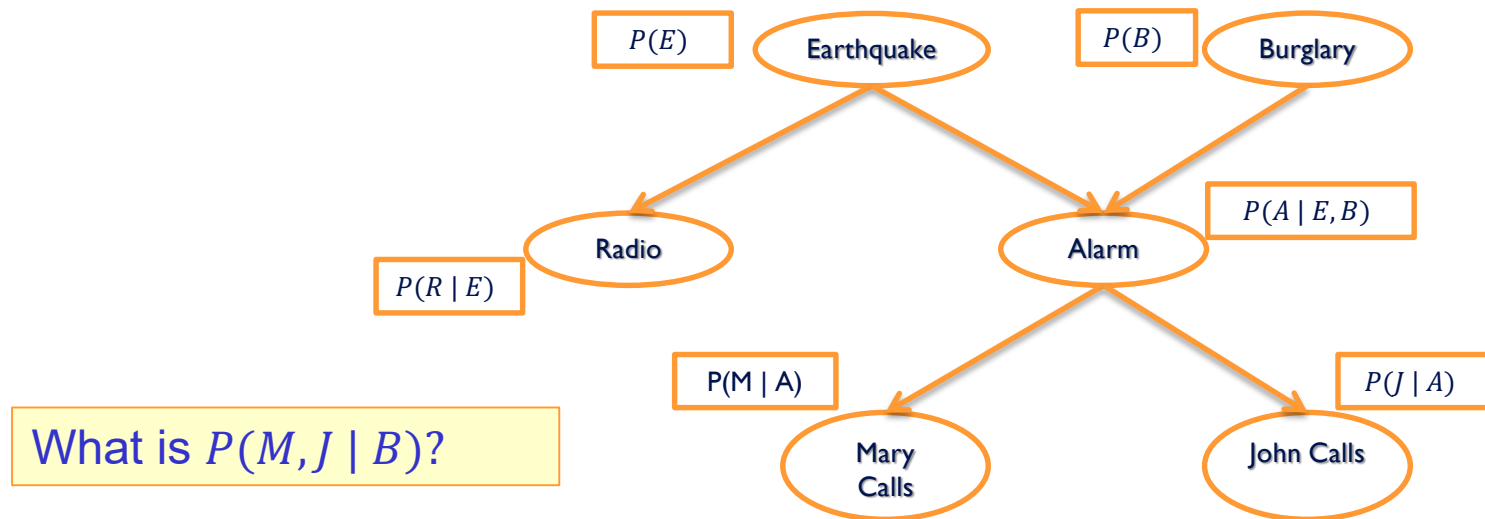 P(E)
Earthquake
P(B)
Burglary
P(A | E, B)
Radio
Alarm
P(R | E)
P(M | A)
P(J | A)
What is P(M, J | B)?
Mary
Calls
John Calls